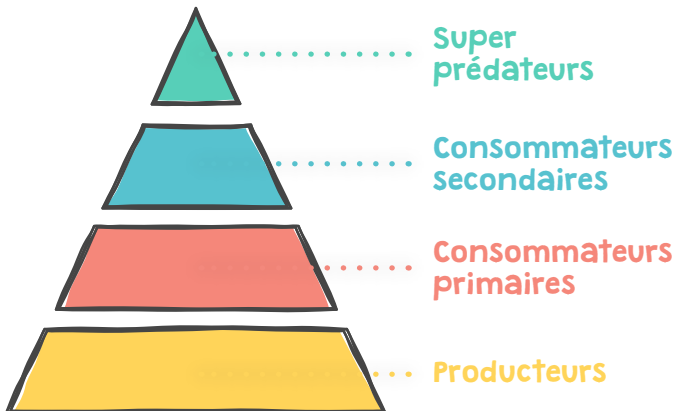 Super
prédateurs
Consommateurs
secondaires
Consommateurs
primaires
Producteurs